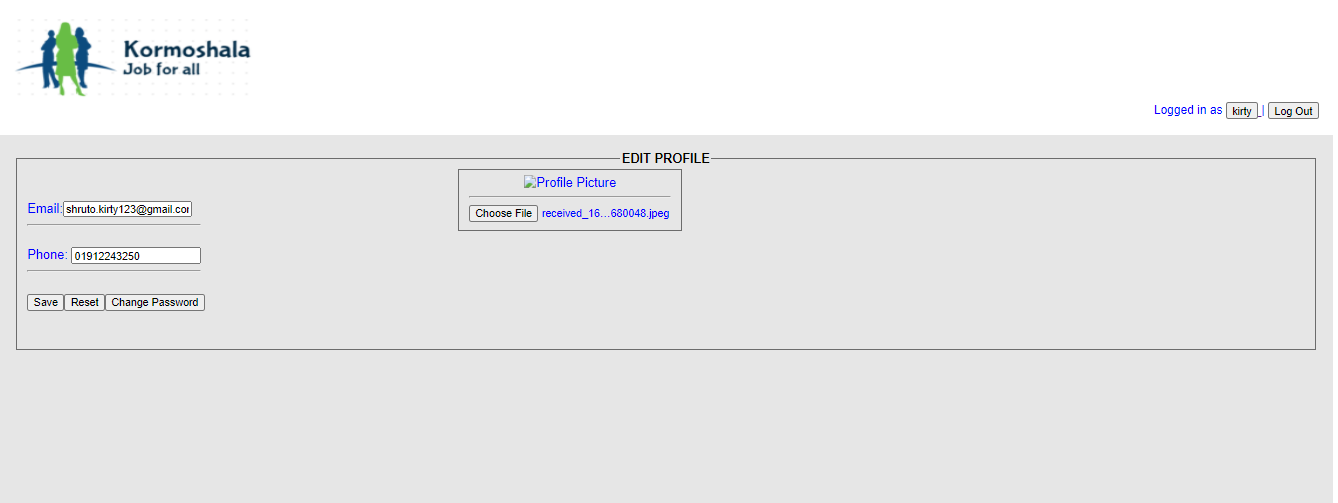 Kormoshala
Job for all
Logged in as kirty | Log Out
EDIT PROFILE
Profile Picture
Choose File received_16...680048.jpeg
Email: shruto.kirty123@gmail.com
Phone: 01912243250
Save Reset Change Password